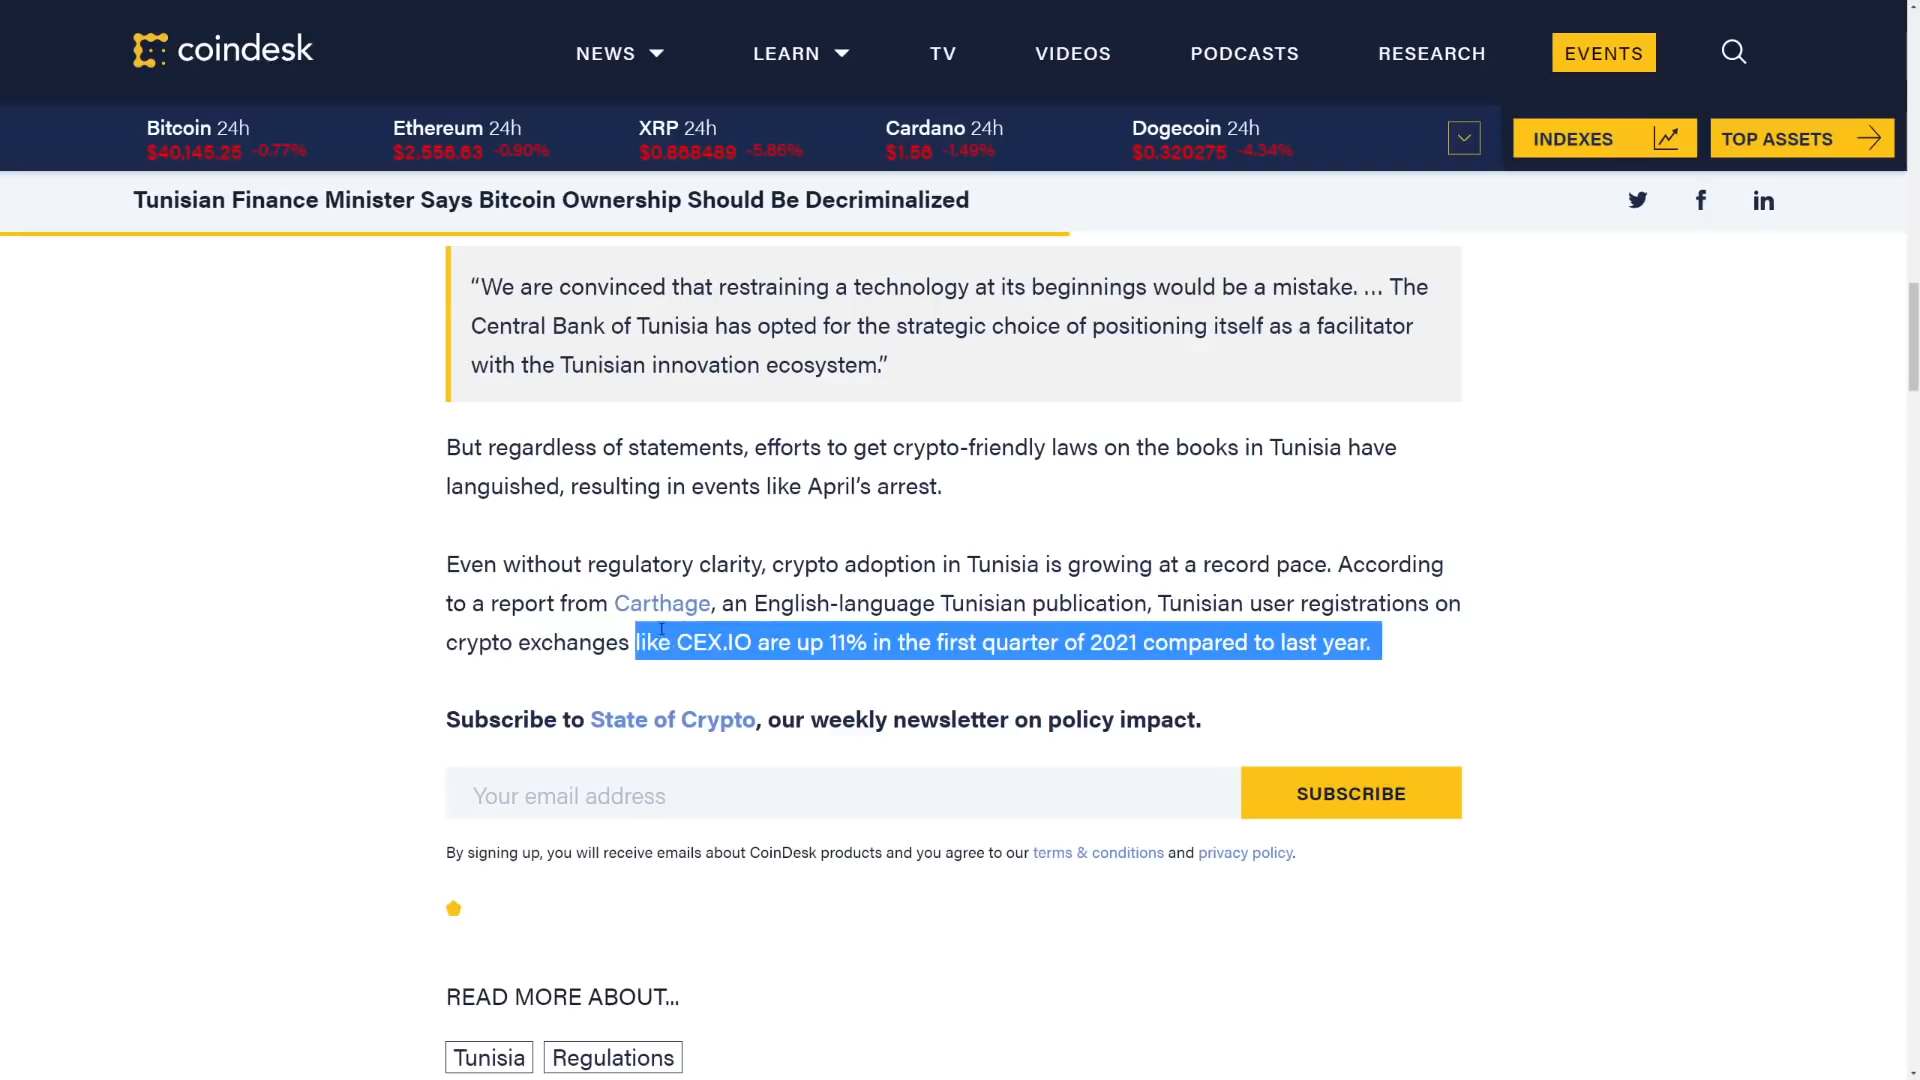 coindesk
NEWS
LEARN
TV
VIDEOS
PODCASTS
RESEARCH
EVENTS
Bitcoin 24h
$40,145.25 -0.77%
Ethereum 24h
$2,556.63 -0.90%
XRP 24h
$0.868489 -5.86%
Cardano 24h
$1.56 -1.49%
Dogecoin 24h
$0.320275 -4.34%
INDEXES
TOP ASSETS
Tunisian Finance Minister Says Bitcoin Ownership Should Be Decriminalized
“We are convinced that restraining a technology at its beginnings would be a mistake. … The
Central Bank of Tunisia has opted for the strategic choice of positioning itself as a facilitator
with the Tunisian innovation ecosystem.”
But regardless of statements, efforts to get crypto-friendly laws on the books in Tunisia have
languished, resulting in events like April’s arrest.
Even without regulatory clarity, crypto adoption in Tunisia is growing at a record pace. According
to a report from Carthage, an English-language Tunisian publication, Tunisian user registrations on
crypto exchanges like CEX.IO are up 11% in the first quarter of 2021 compared to last year.
Subscribe to State of Crypto, our weekly newsletter on policy impact.
Your email address
SUBSCRIBE
By signing up, you will receive emails about CoinDesk products and you agree to our terms & conditions and privacy policy.
READ MORE ABOUT...
Tunisia
Regulations